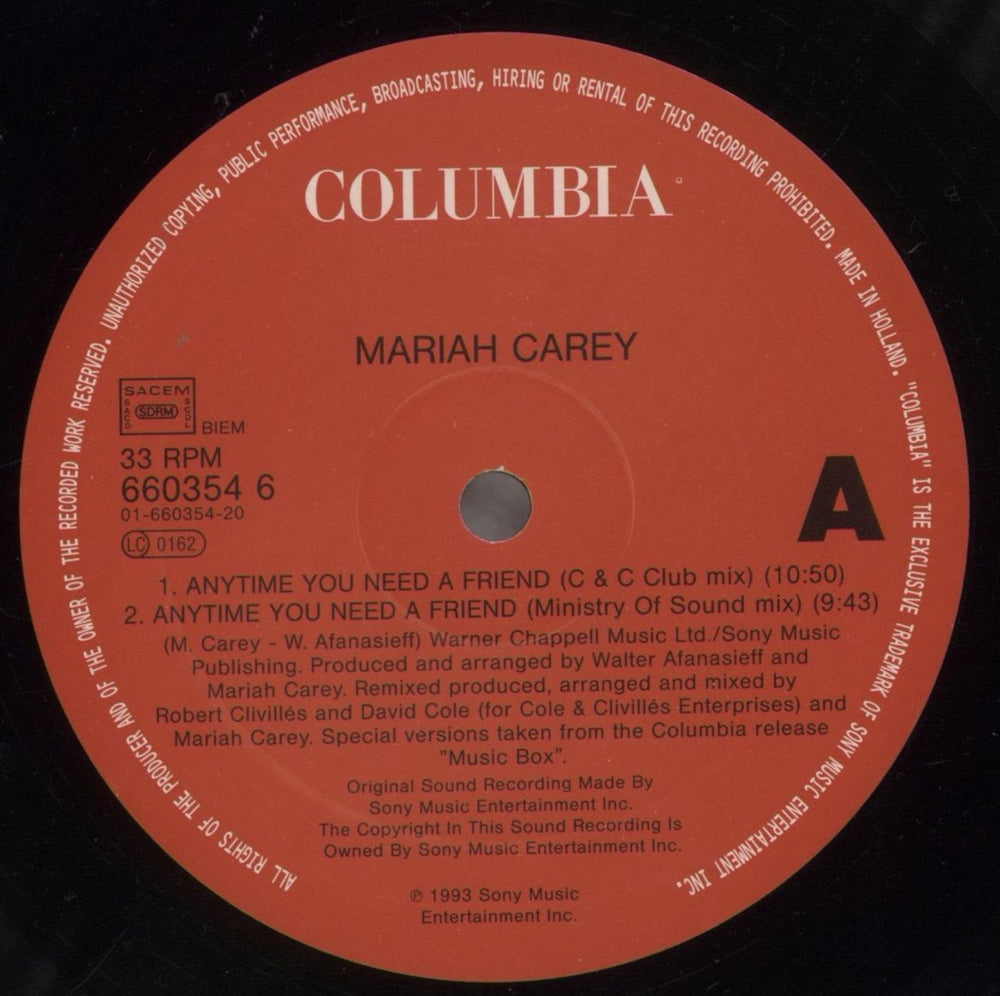 ALL RIGHTS OF THE PRODUCER AND OF THE OWNER OF THE RECORDED WORK RESERVED. UNAUTHORIZED COPYING, PUBLIC PERFORMANCE, BROADCASTING, HIRING OR RENTAL OF THIS RECORDING PROHIBITED. MADE IN HOLLAND. "COLUMBIA" IS THE EXCLUSIVE TRADEMARK OF SONY MUSIC ENTERTAINMENT INC.
COLUMBIA
MARIAH CAREY
SACEM
SACD SDRM SGDL
BIEM
33 RPM
660354 6
01-660354-20
LC 0162
A
1. ANYTIME YOU NEED A FRIEND (C & C Club mix) (10:50)
2. ANYTIME YOU NEED A FRIEND (Ministry Of Sound mix) (9:43)
(M. Carey - W. Afanasieff) Warner Chappell Music Ltd./Sony Music
Publishing. Produced and arranged by Walter Afanasieff and
Mariah Carey. Remixed produced, arranged and mixed by
Robert Clivillés and David Cole (for Cole & Clivillés Enterprises) and
Mariah Carey. Special versions taken from the Columbia release
"Music Box".
Original Sound Recording Made By
Sony Music Entertainment Inc.
The Copyright In This Sound Recording Is
Owned By Sony Music Entertainment Inc.
℗ 1993 Sony Music
Entertainment Inc.